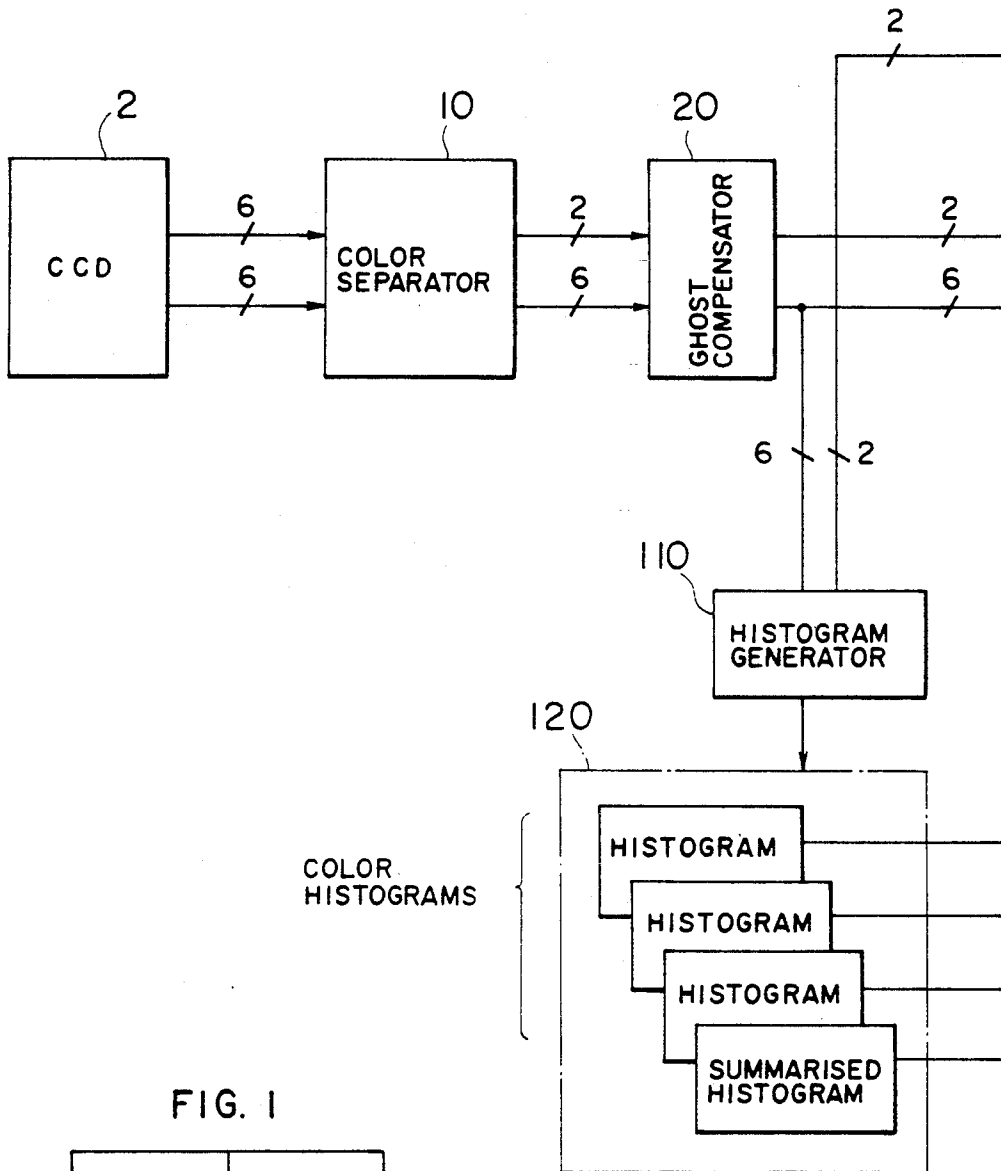 2
2
10
20
6
2
2
CCD
COLOR
SEPARATOR
GHOST
COMPENSATOR
6
6
6
6
2
110
HISTOGRAM
GENERATOR
120
COLOR
HISTOGRAMS
HISTOGRAM
HISTOGRAM
HISTOGRAM
SUMMARISED
HISTOGRAM
FIG. 1